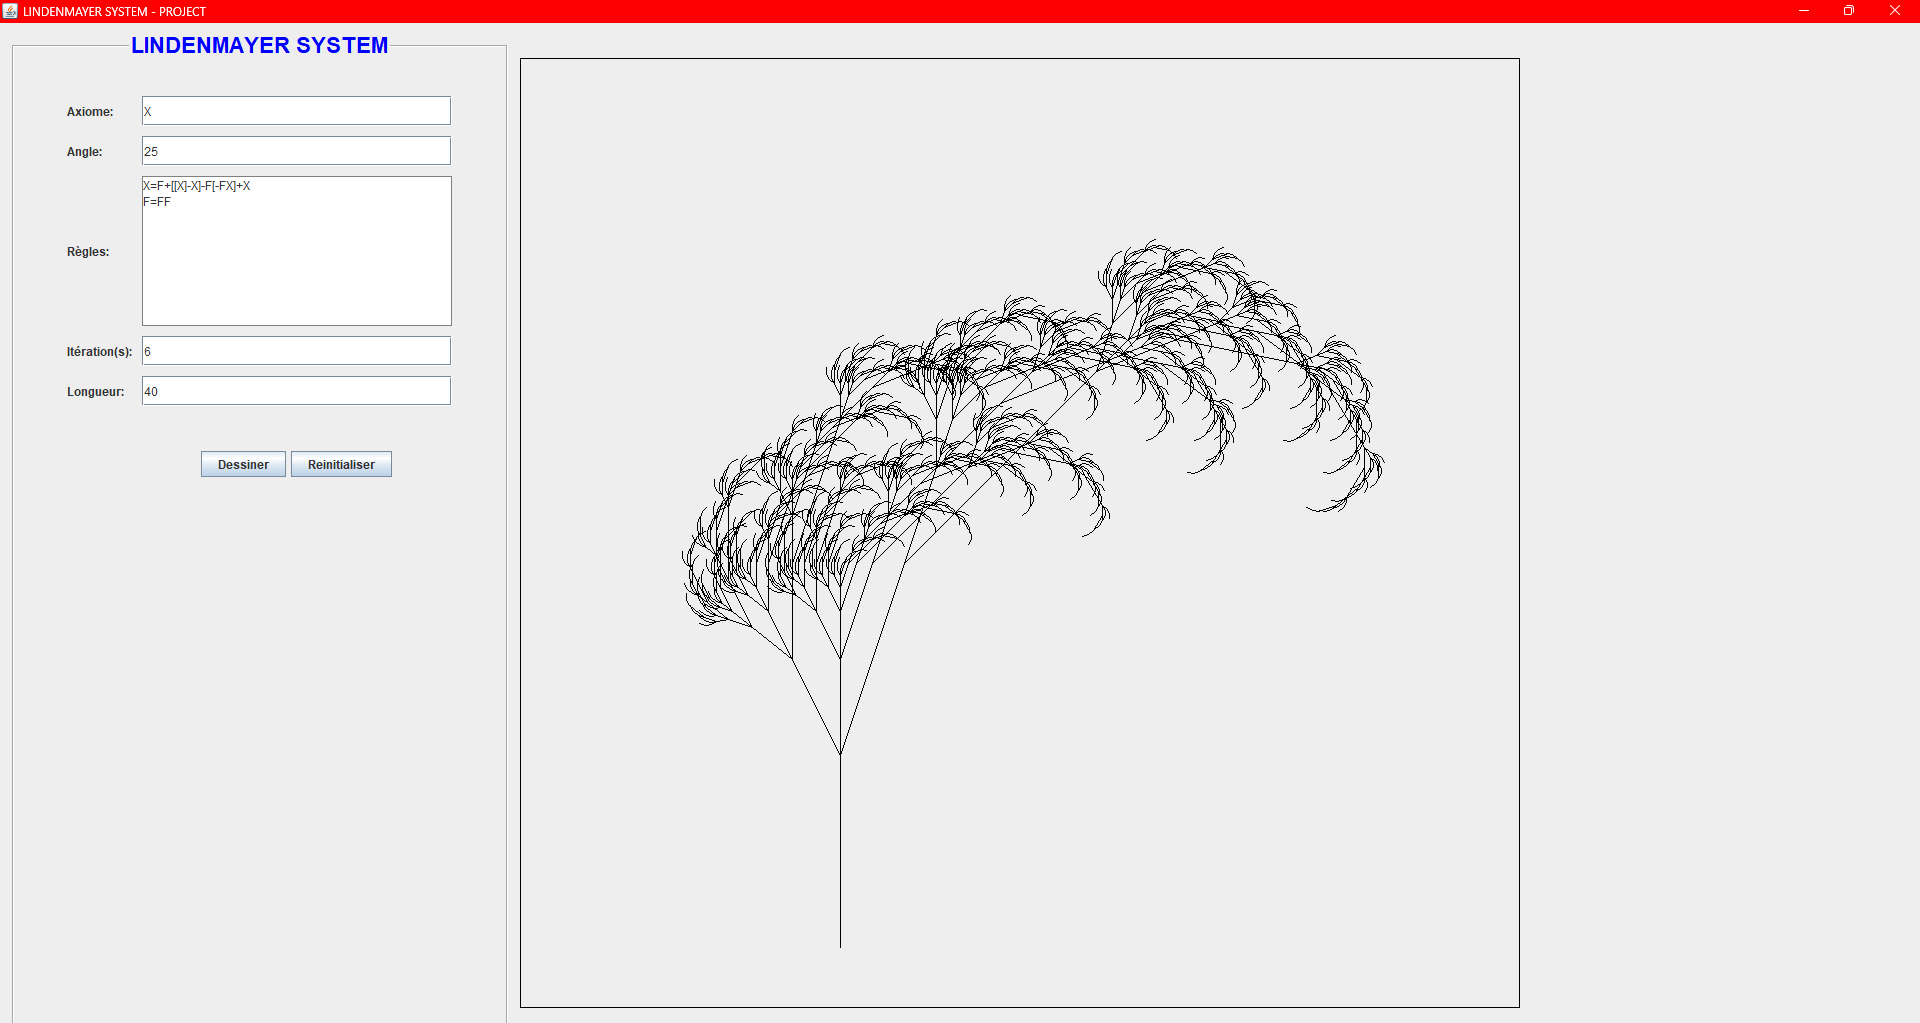 LINDENMAYER SYSTEM - PROJECT
LINDENMAYER SYSTEM
Axiome: X
Angle: 25
Règles:
X=F+[[X]-X]-F[-FX]+X
F=FF
Itération(s): 6
Longueur: 40
Dessiner Reinitialiser